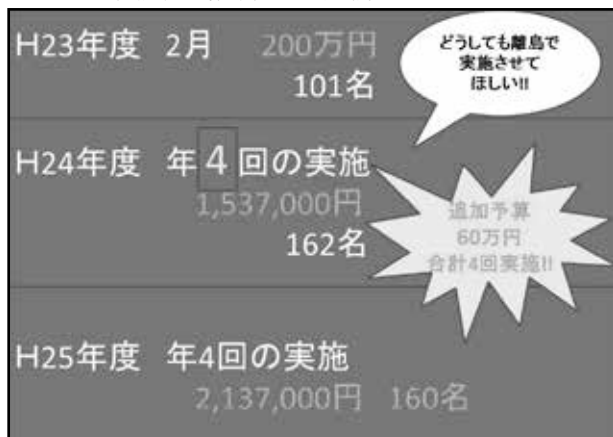 H23年度 2月 200万円
101名
どうしても離島で
実施させて
ほしい!!
H24年度 年4回の実施
1,537,000円
162名
追加予算
60万円
合計4回実施!!
H25年度 年4回の実施
2,137,000円 160名